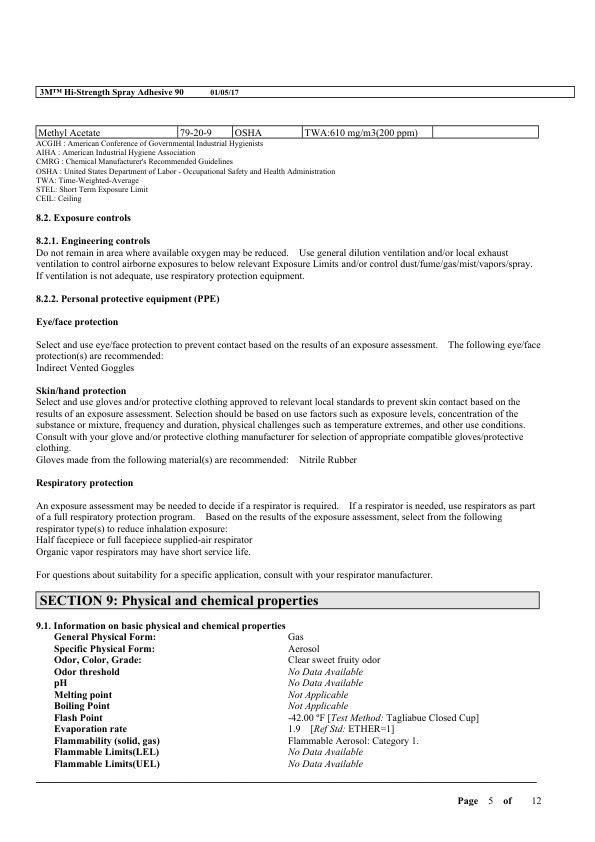 3M™ Hi-Strength Spray Adhesive 90 01/05/17
Methyl Acetate 79-20-9 OSHA TWA:610 mg/m3(200 ppm)
ACGIH : American Conference of Governmental Industrial Hygienists
AIHA : American Industrial Hygiene Association
CMRG : Chemical Manufacturer's Recommended Guidelines
OSHA : United States Department of Labor - Occupational Safety and Health Administration
TWA: Time-Weighted-Average
STEL: Short Term Exposure Limit
CEIL: Ceiling
8.2. Exposure controls
8.2.1. Engineering controls
Do not remain in area where available oxygen may be reduced. Use general dilution ventilation and/or local exhaust
ventilation to control airborne exposures to below relevant Exposure Limits and/or control dust/fume/gas/mist/vapors/spray.
If ventilation is not adequate, use respiratory protection equipment.
8.2.2. Personal protective equipment (PPE)
Eye/face protection
Select and use eye/face protection to prevent contact based on the results of an exposure assessment. The following eye/face
protection(s) are recommended:
Indirect Vented Goggles
Skin/hand protection
Select and use gloves and/or protective clothing approved to relevant local standards to prevent skin contact based on the
results of an exposure assessment. Selection should be based on use factors such as exposure levels, concentration of the
substance or mixture, frequency and duration, physical challenges such as temperature extremes, and other use conditions.
Consult with your glove and/or protective clothing manufacturer for selection of appropriate compatible gloves/protective
clothing.
Gloves made from the following material(s) are recommended: Nitrile Rubber
Respiratory protection
An exposure assessment may be needed to decide if a respirator is required. If a respirator is needed, use respirators as part
of a full respiratory protection program. Based on the results of the exposure assessment, select from the following
respirator type(s) to reduce inhalation exposure:
Half facepiece or full facepiece supplied-air respirator
Organic vapor respirators may have short service life.
For questions about suitability for a specific application, consult with your respirator manufacturer.
SECTION 9: Physical and chemical properties
9.1. Information on basic physical and chemical properties
General Physical Form: Gas
Specific Physical Form: Aerosol
Odor, Color, Grade: Clear sweet fruity odor
Odor threshold No Data Available
pH No Data Available
Melting point Not Applicable
Boiling Point Not Applicable
Flash Point -42.00 ºF [Test Method: Tagliabue Closed Cup]
Evaporation rate 1.9 [Ref Std: ETHER=1]
Flammability (solid, gas) Flammable Aerosol: Category 1.
Flammable Limits(LEL) No Data Available
Flammable Limits(UEL) No Data Available
Page 5 of 12